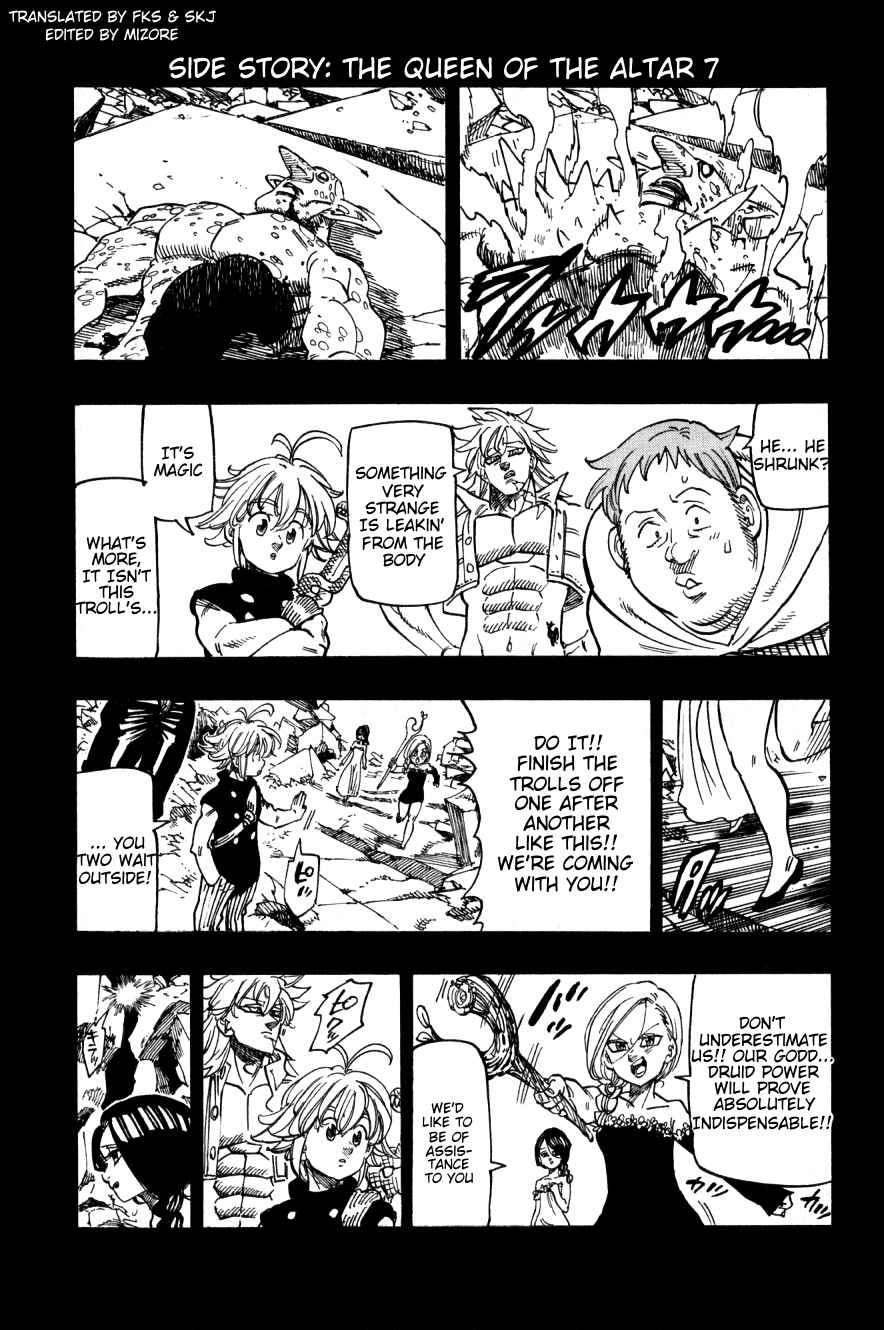 TRANSLATED BY FKS & SKJ
EDITED BY MIZORE
SIDE STORY: THE QUEEN OF THE ALTAR 7
HE... HE
SHRUNK?
SOMETHING
VERY
STRANGE
IS LEAKIN'
FROM THE
BODY
IT'S
MAGIC
WHAT'S
MORE,
IT ISN'T
THIS
TROLL'S...
DO IT!!
FINISH THE
TROLLS OFF
ONE AFTER
ANOTHER
LIKE THIS!!
WE'RE COMING
WITH YOU!!
... YOU
TWO WAIT
OUTSIDE!
DON'T
UNDERESTIMATE
US!! OUR GODD...
DRUID POWER
WILL PROVE
ABSOLUTELY
INDISPENSABLE!!
WE'D
LIKE TO
BE OF
ASSIS-
TANCE
TO YOU